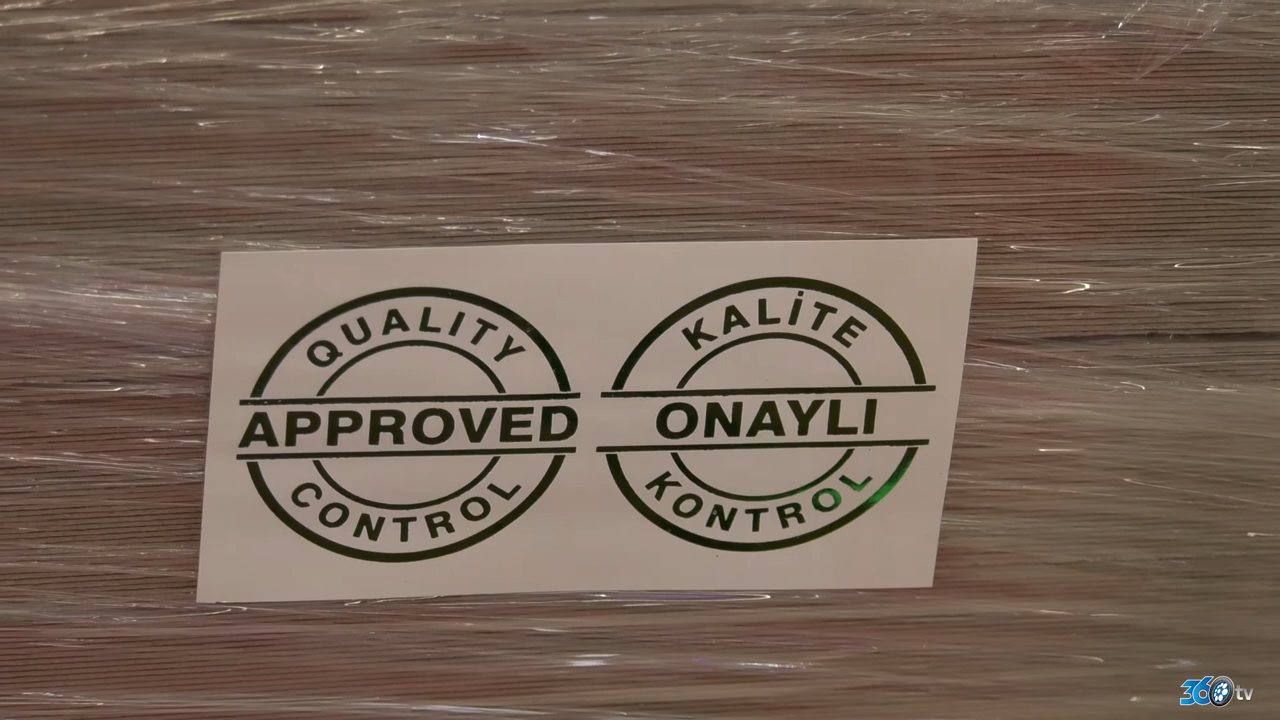 QUALITY
APPROVED
CONTROL
KALİTE
ONAYLI
KONTROL
360tv